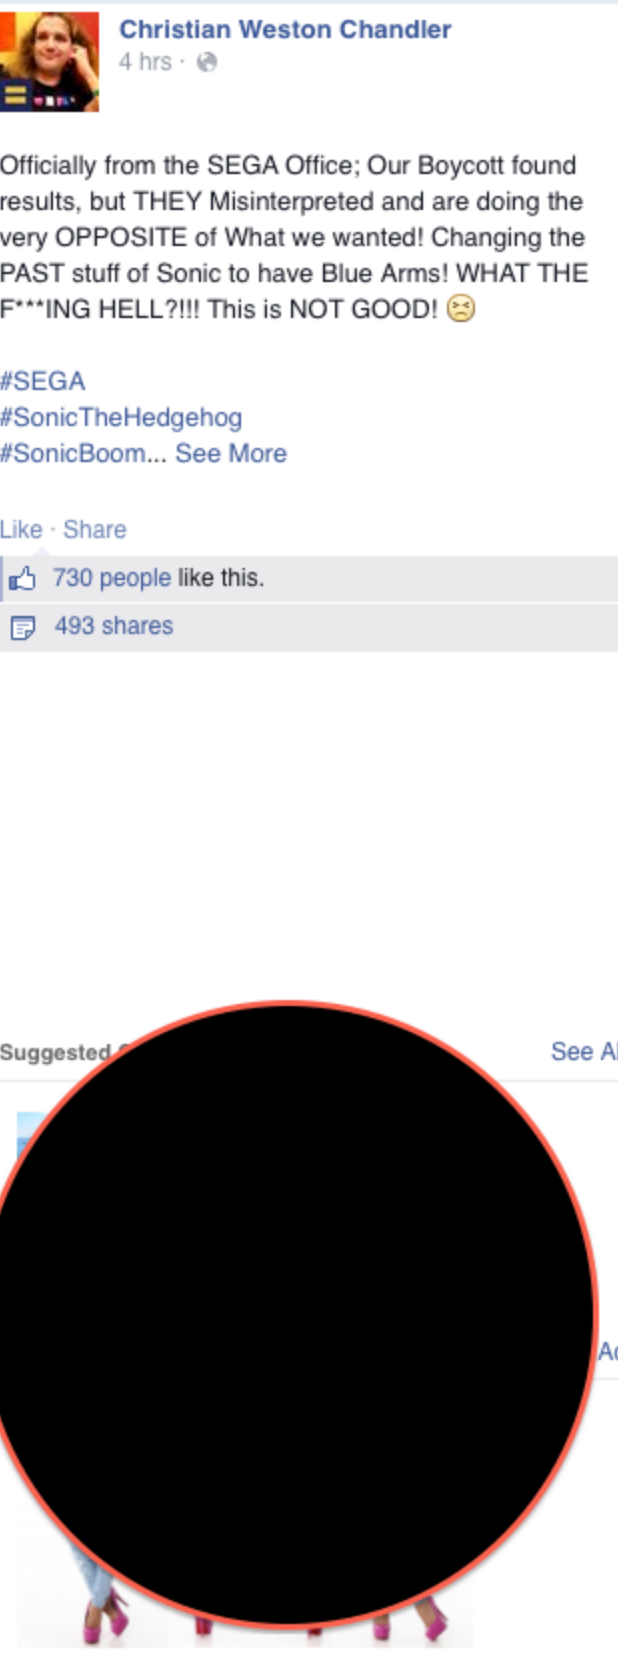 Christian Weston Chandler
4 hrs ·
Officially from the SEGA Office; Our Boycott found
results, but THEY Misinterpreted and are doing the
very OPPOSITE of What we wanted! Changing the
PAST stuff of Sonic to have Blue Arms! WHAT THE
F***ING HELL?!!! This is NOT GOOD!
#SEGA
#SonicTheHedgehog
#SonicBoom... See More
Like · Share
730 people like this.
493 shares
Suggested
See